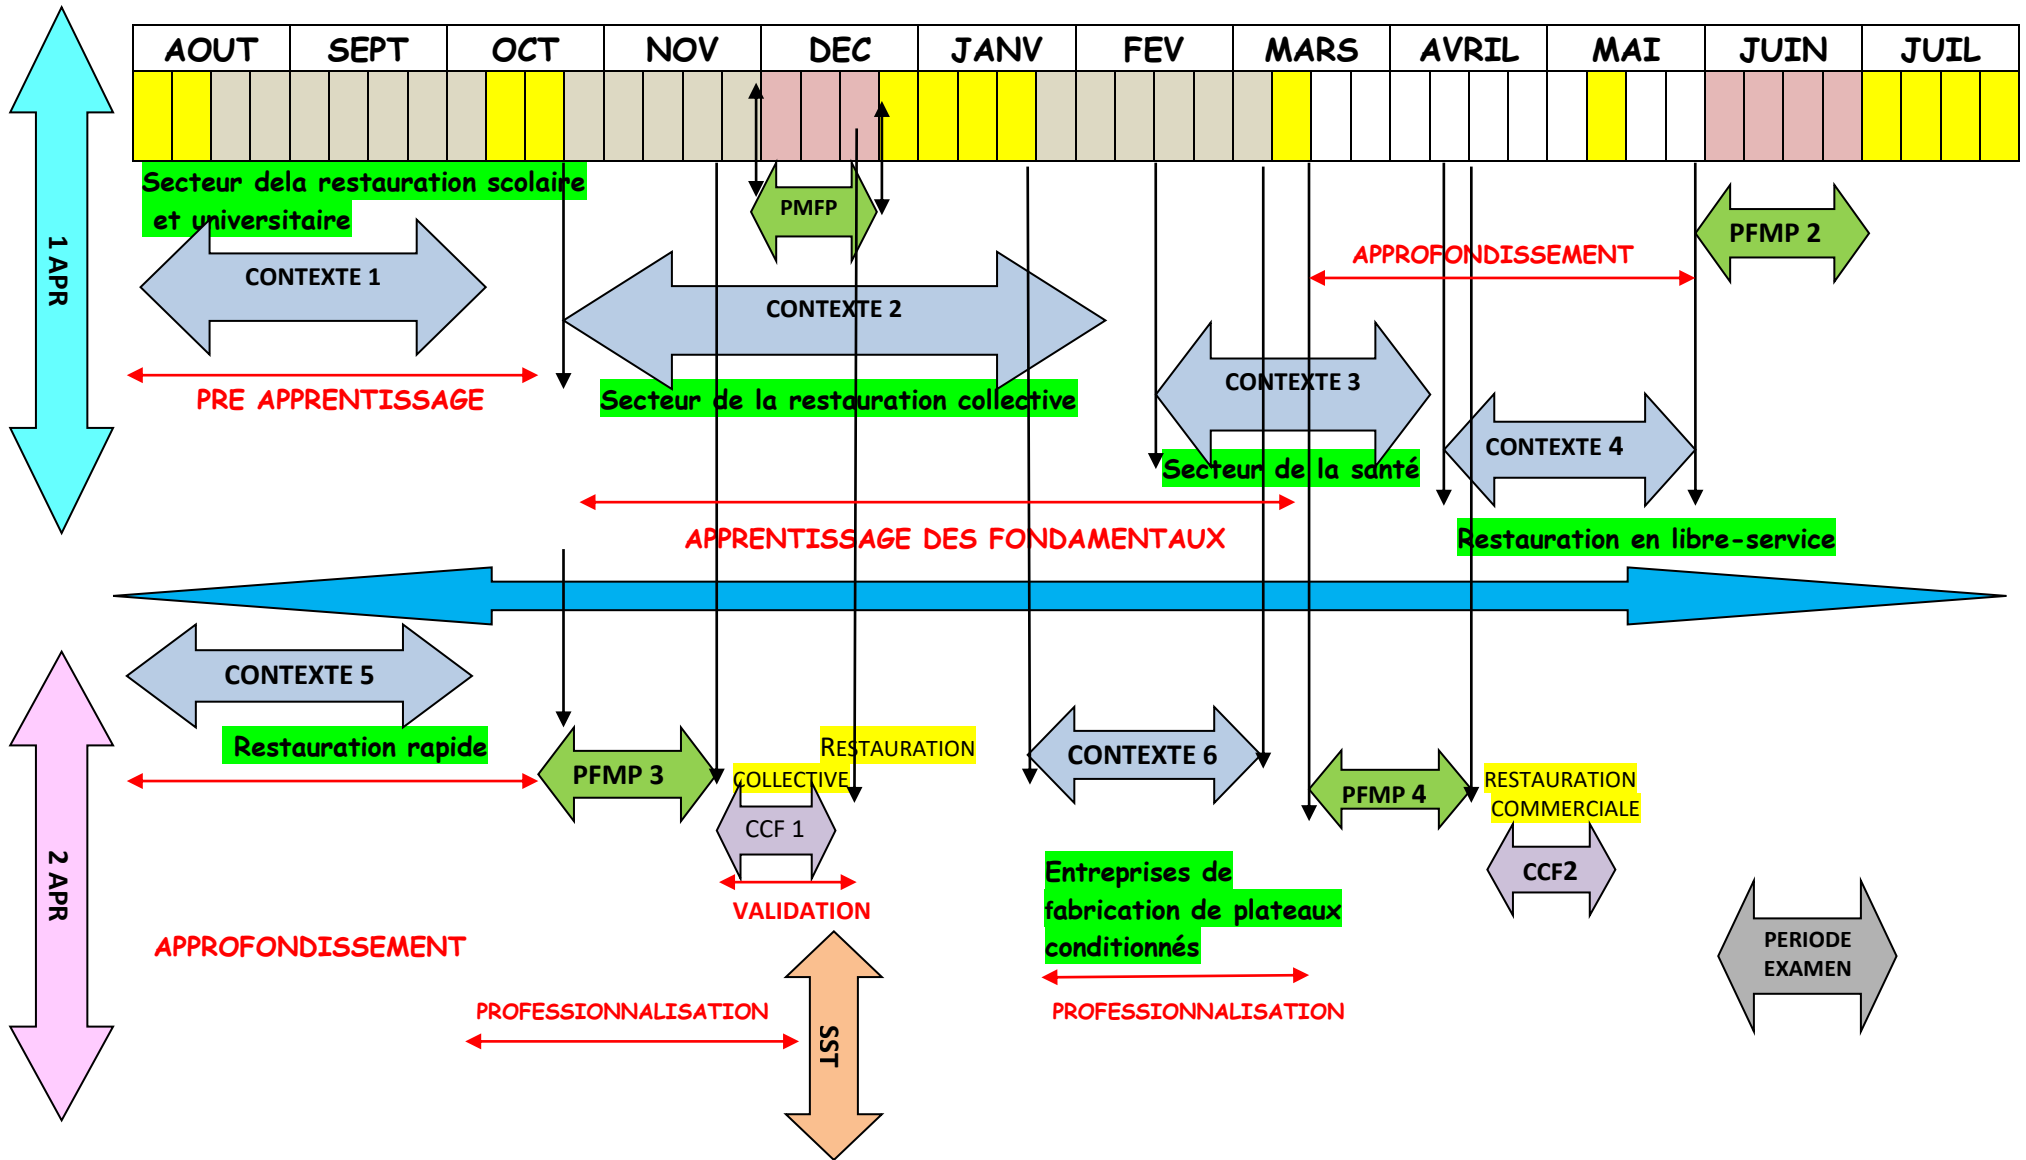 AOUT SEPT OCT NOV DEC JANV FEV MARS AVRIL MAI JUIN JUIL
1 APR
Secteur dela restauration scolaire
et universitaire
PMFP
PFMP 2
APPROFONDISSEMENT
CONTEXTE 1
CONTEXTE 2
PRE APPRENTISSAGE
Secteur de la restauration collective
CONTEXTE 3
CONTEXTE 4
Secteur de la santé
APPRENTISSAGE DES FONDAMENTAUX
Restauration en libre-service
2 APR
CONTEXTE 5
Restauration rapide
PFMP 3
RESTAURATION
COLLECTIVE
CCF 1
VALIDATION
CONTEXTE 6
PFMP 4
RESTAURATION
COMMERCIALE
CCF2
Entreprises de
fabrication de plateaux
conditionnés
APPROFONDISSEMENT
PROFESSIONNALISATION
SST
PROFESSIONNALISATION
PERIODE
EXAMEN